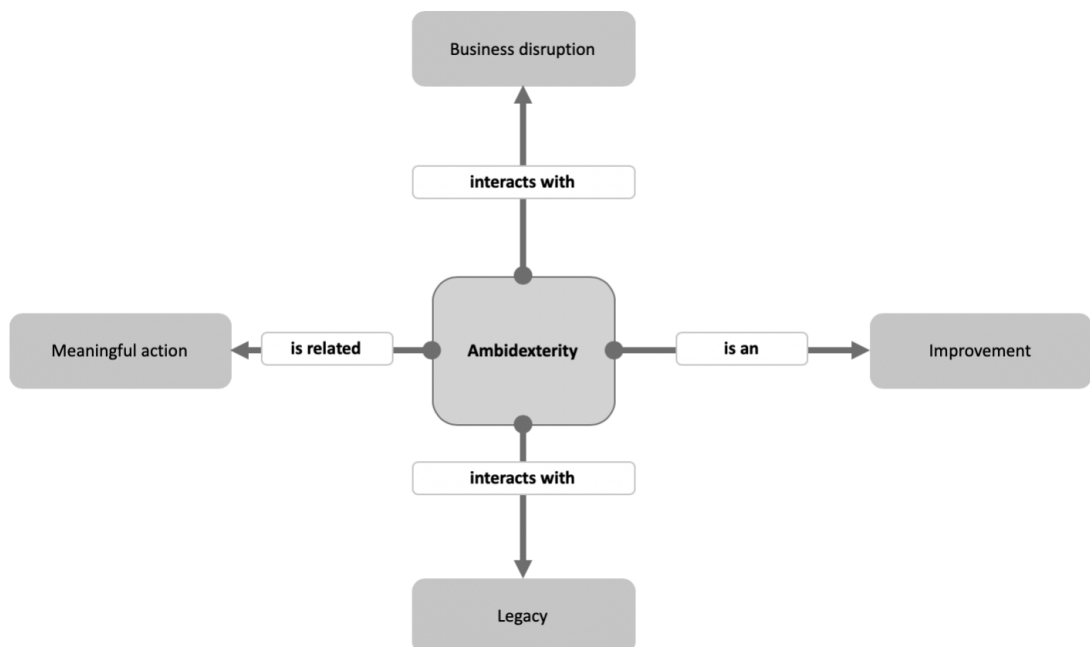 Business disruption
interacts with
Meaningful action
is related
Ambidexterity
is an
Improvement
interacts with
Legacy